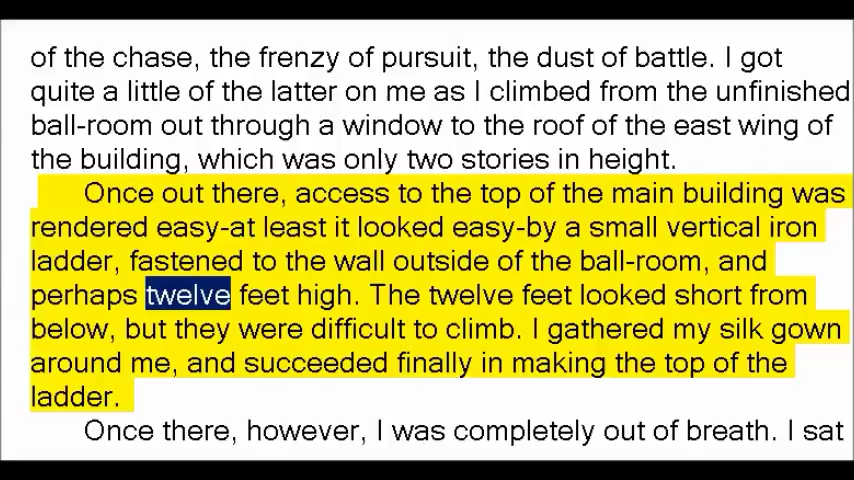 of the chase, the frenzy of pursuit, the dust of battle. I got
quite a little of the latter on me as I climbed from the unfinished
ball-room out through a window to the roof of the east wing of
the building, which was only two stories in height.
Once out there, access to the top of the main building was
rendered easy-at least it looked easy-by a small vertical iron
ladder, fastened to the wall outside of the ball-room, and
perhaps twelve feet high. The twelve feet looked short from
below, but they were difficult to climb. I gathered my silk gown
around me, and succeeded finally in making the top of the
ladder.
Once there, however, I was completely out of breath. I sat